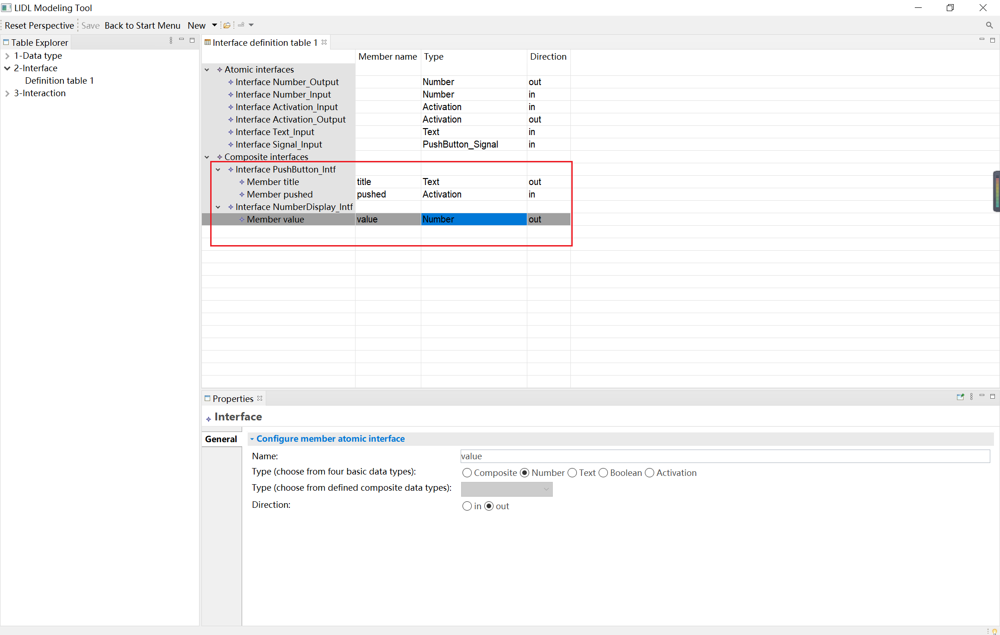 LIDL Modeling Tool
Reset Perspective Save Back to Start Menu New
Table Explorer
1-Data type
2-Interface
Definition table 1
3-Interaction
Interface definition table 1
Member name Type Direction
Atomic interfaces
Interface Number_Output Number out
Interface Number_Input Number in
Interface Activation_Input Activation in
Interface Activation_Output Activation out
Interface Text_Input Text in
Interface Signal_Input PushButton_Signal in
Composite interfaces
Interface PushButton_Intf
Member title title Text out
Member pushed pushed Activation in
Interface NumberDisplay_Intf
Member value value Number out
Properties
Interface
General
Configure member atomic interface
Name: value
Type (choose from four basic data types): Composite Number Text Boolean Activation
Type (choose from defined composite data types):
Direction: in out